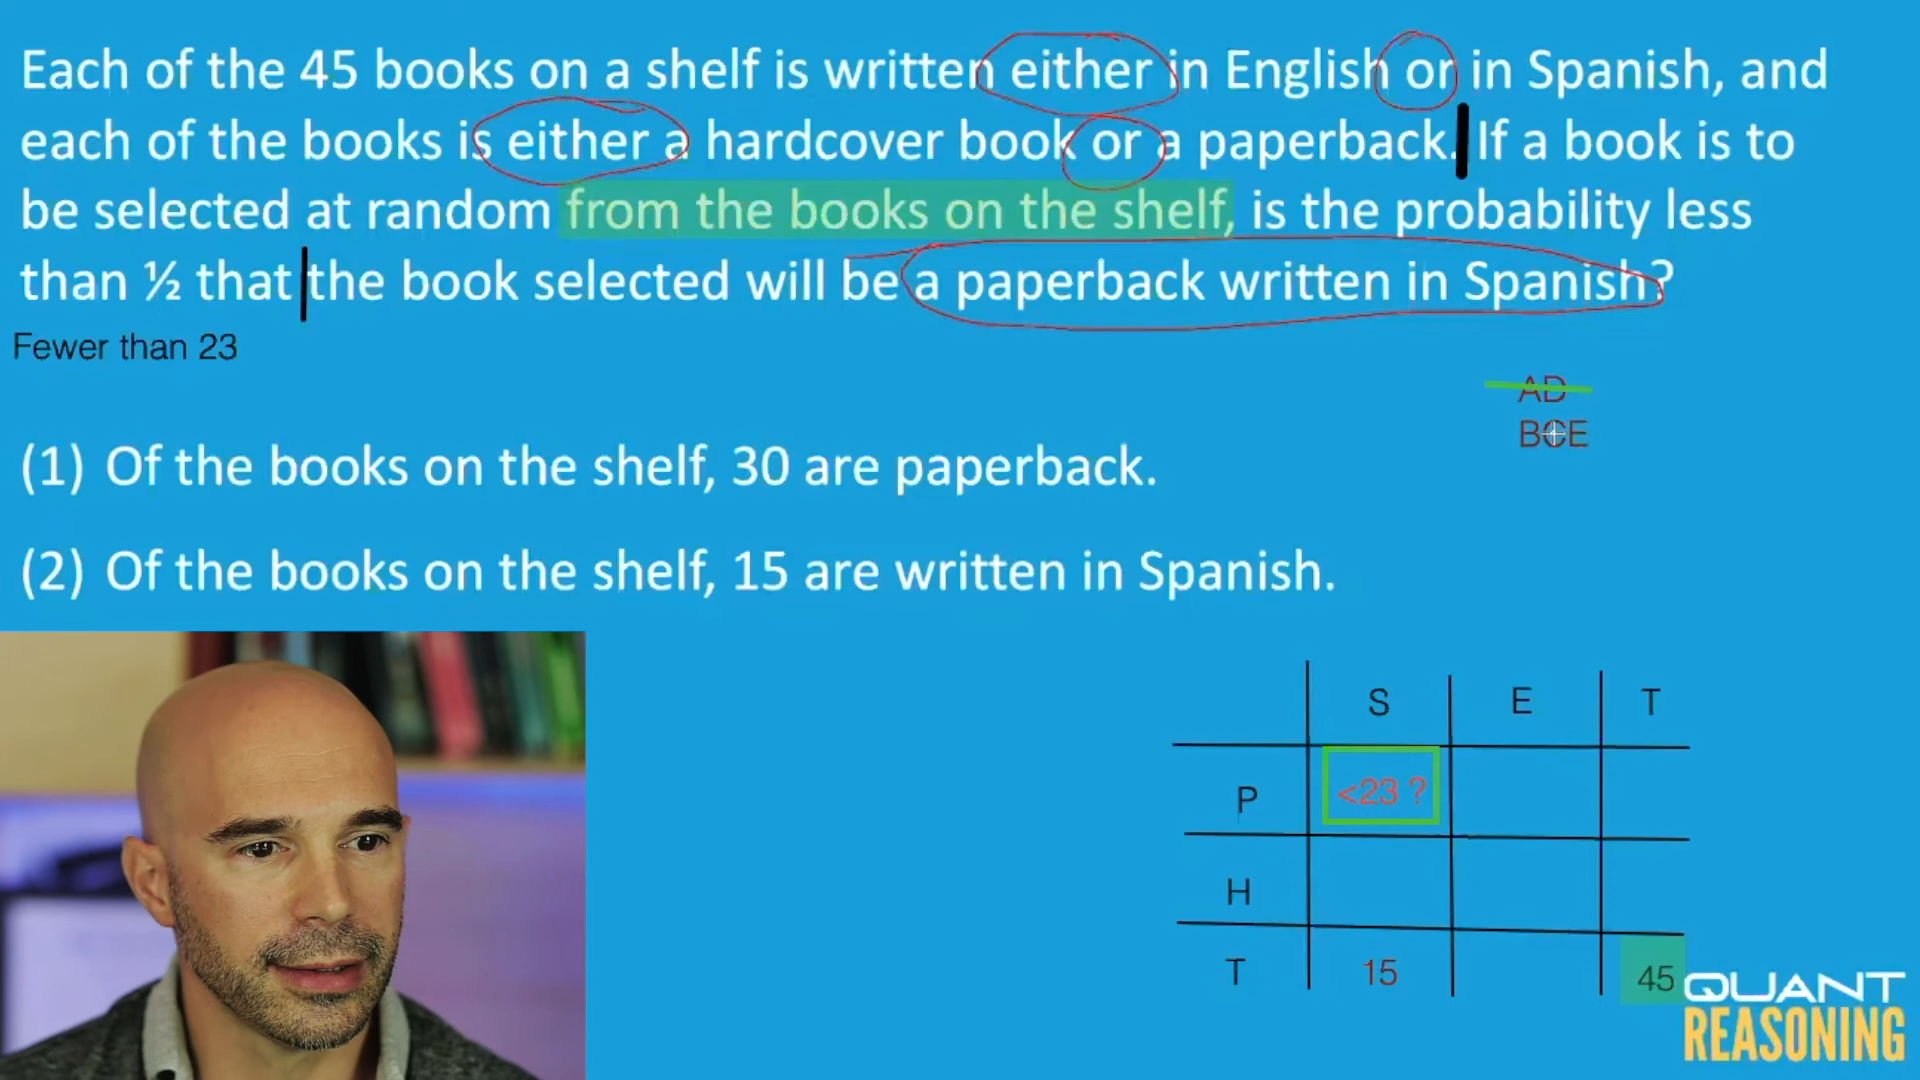 Each of the 45 books on a shelf is written either in English or in Spanish, and
each of the books is either a hardcover book or a paperback. If a book is to
be selected at random from the books on the shelf, is the probability less
than ½ that the book selected will be a paperback written in Spanish?
Fewer than 23
AD
BCE
(1) Of the books on the shelf, 30 are paperback.
(2) Of the books on the shelf, 15 are written in Spanish.
S E T
P <23 ?
H
T 15 45
QUANT
REASONING